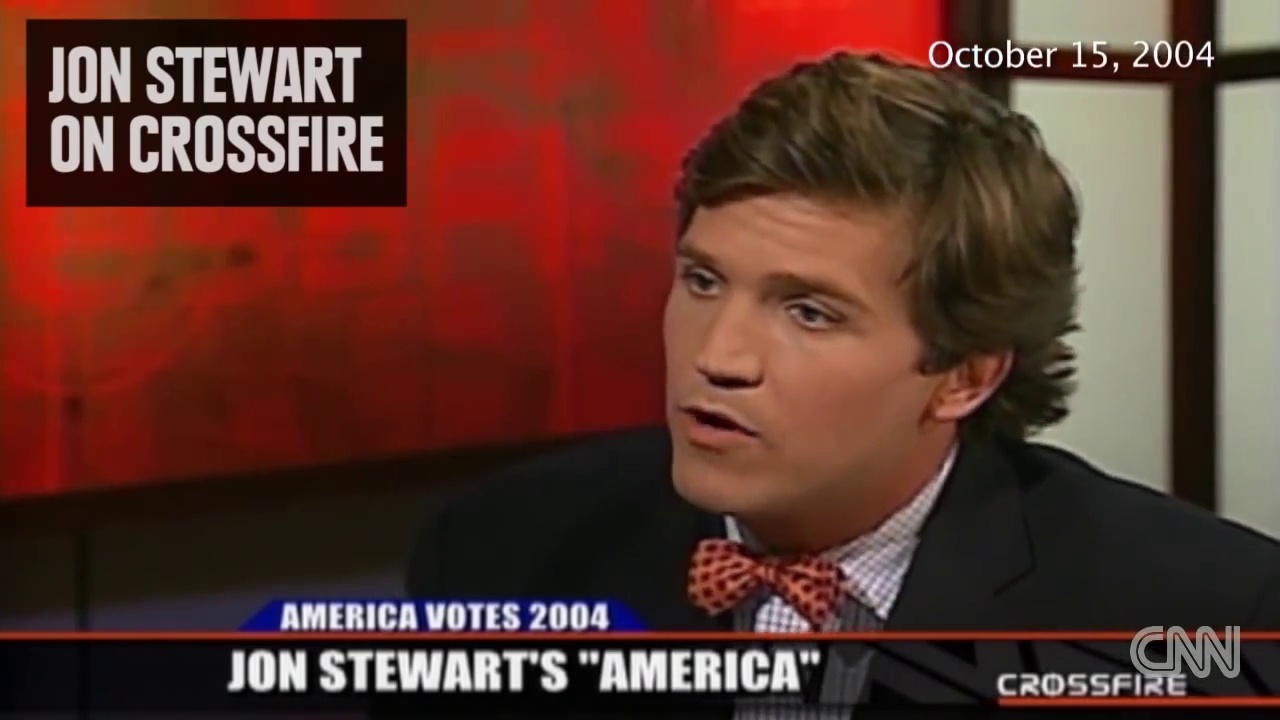 JON STEWART
ON CROSSFIRE
October 15, 2004
AMERICA VOTES 2004
JON STEWART'S "AMERICA"
CNN
CROSSFIRE